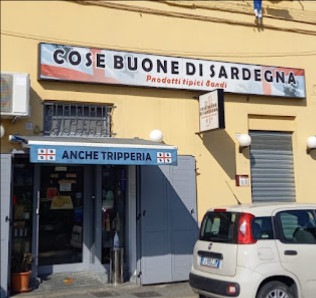 COSE BUONE DI SARDEGNA
Prodotti tipici Sardi
ANCHE TRIPPERIA